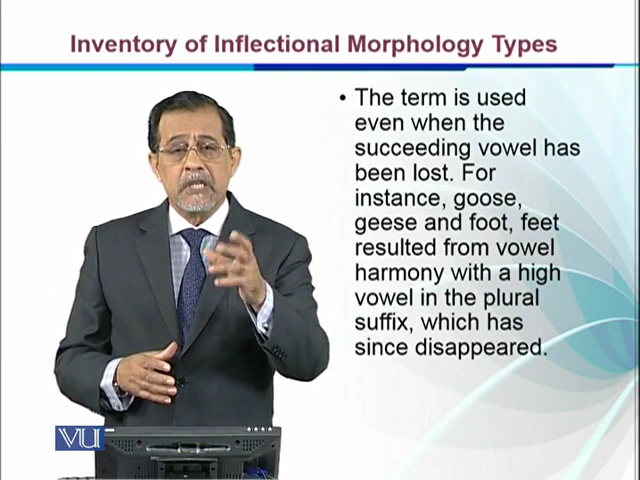 Inventory of Inflectional Morphology Types
• The term is used
even when the
succeeding vowel has
been lost. For
instance, goose,
geese and foot, feet
resulted from vowel
harmony with a high
vowel in the plural
suffix, which has
since disappeared.
VU